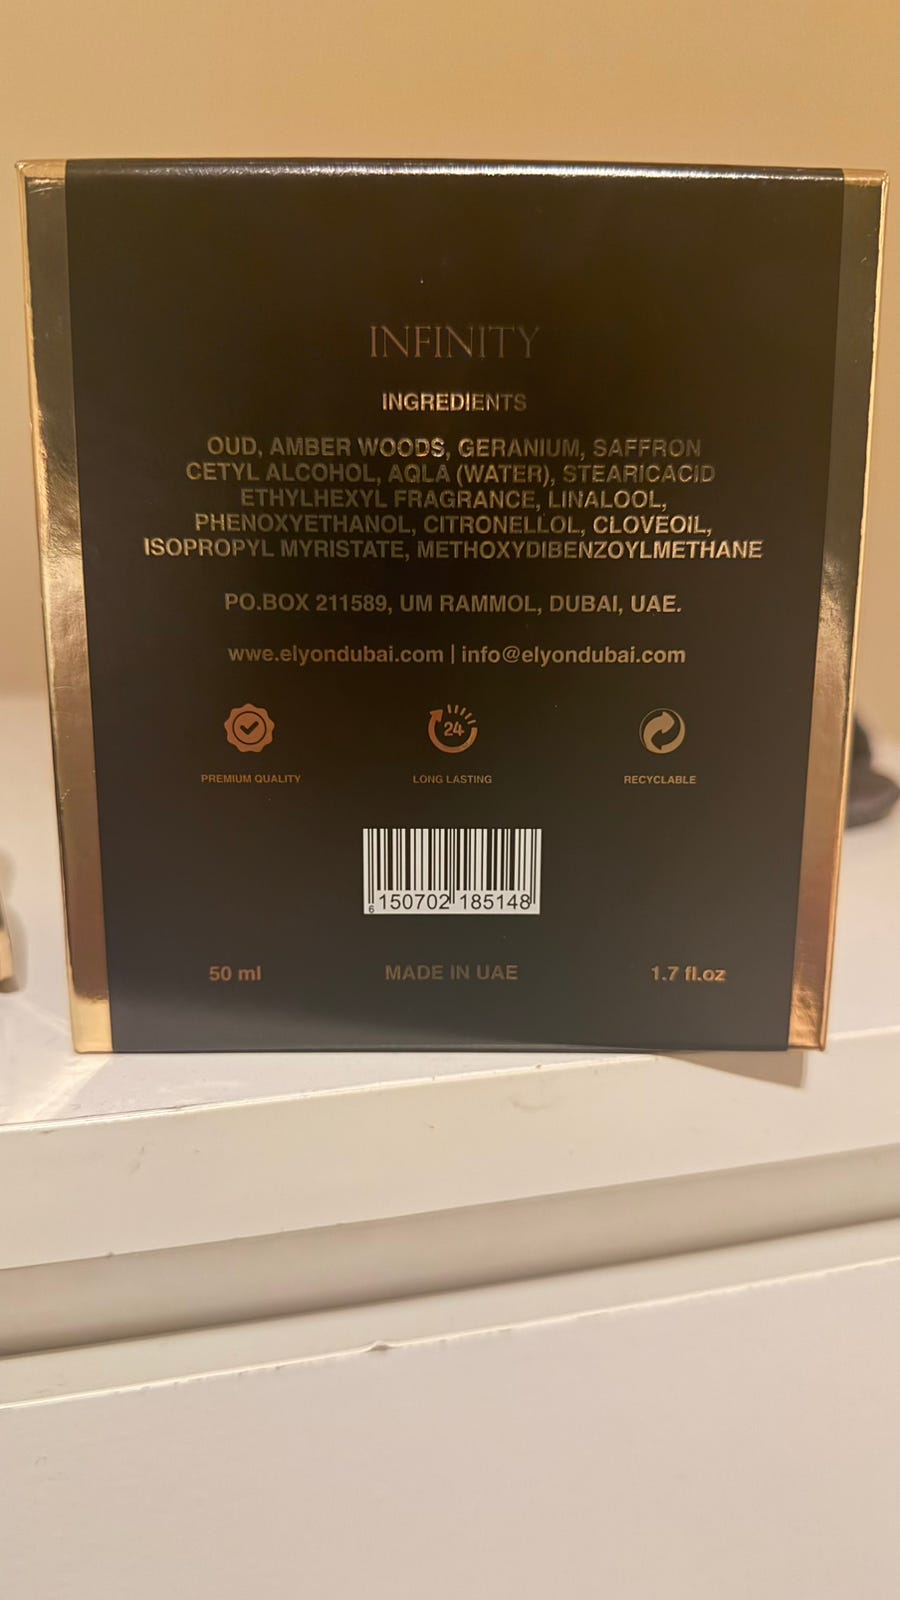 INFINITY
INGREDIENTS
OUD, AMBER WOODS, GERANIUM, SAFFRON
CETYL ALCOHOL, AQLA (WATER), STEARICACID
ETHYLHEXYL FRAGRANCE, LINALOOL,
PHENOXYETHANOL, CITRONELLOL, CLOVEOIL,
ISOPROPYL MYRISTATE, METHOXYDIBENZOYLMETHANE
PO.BOX 211589, UM RAMMOL, DUBAI, UAE.
wwe.elyondubai.com | info@elyondubai.com
24
PREMIUM QUALITY LONG LASTING RECYCLABLE
6 150702 185148
50 ml MADE IN UAE 1.7 fl.oz